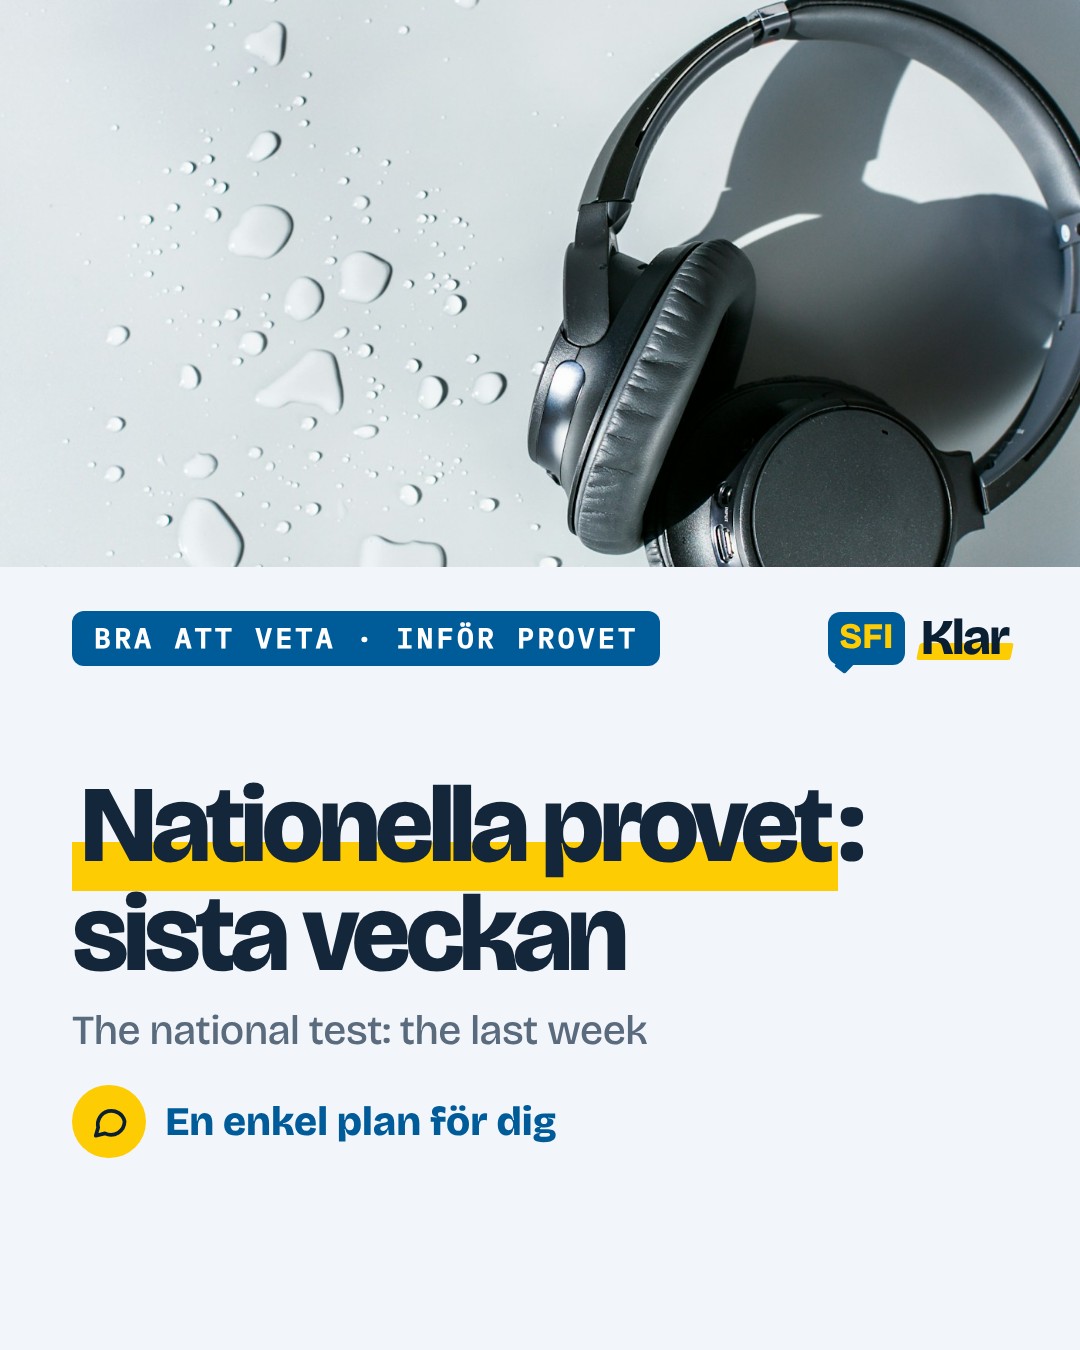 BRA ATT VETA · INFÖR PROVET
SFI Klar
Nationella provet:
sista veckan
The national test: the last week
En enkel plan för dig